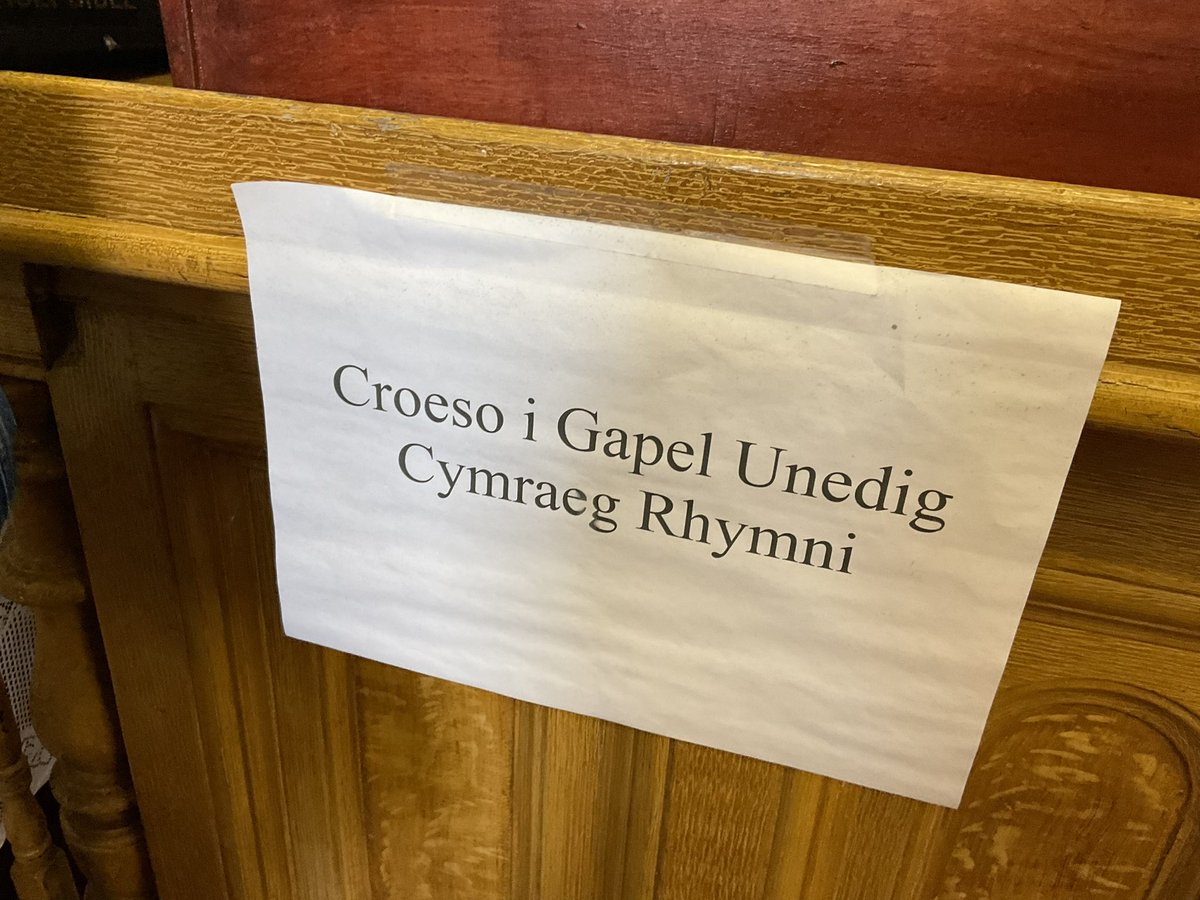 Croeso i Gapel Unedig
Cymraeg Rhymni